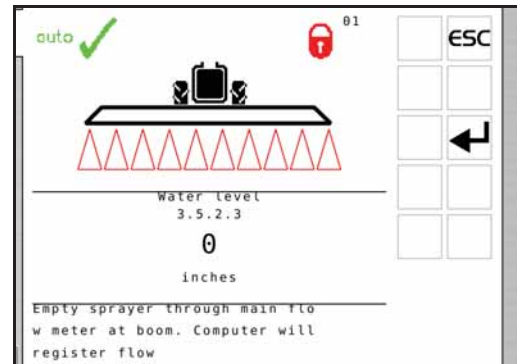 auto
01
ESC
Water level
3.5.2.3
0
inches
Empty sprayer through main flo
w meter at boom. Computer will
register flow